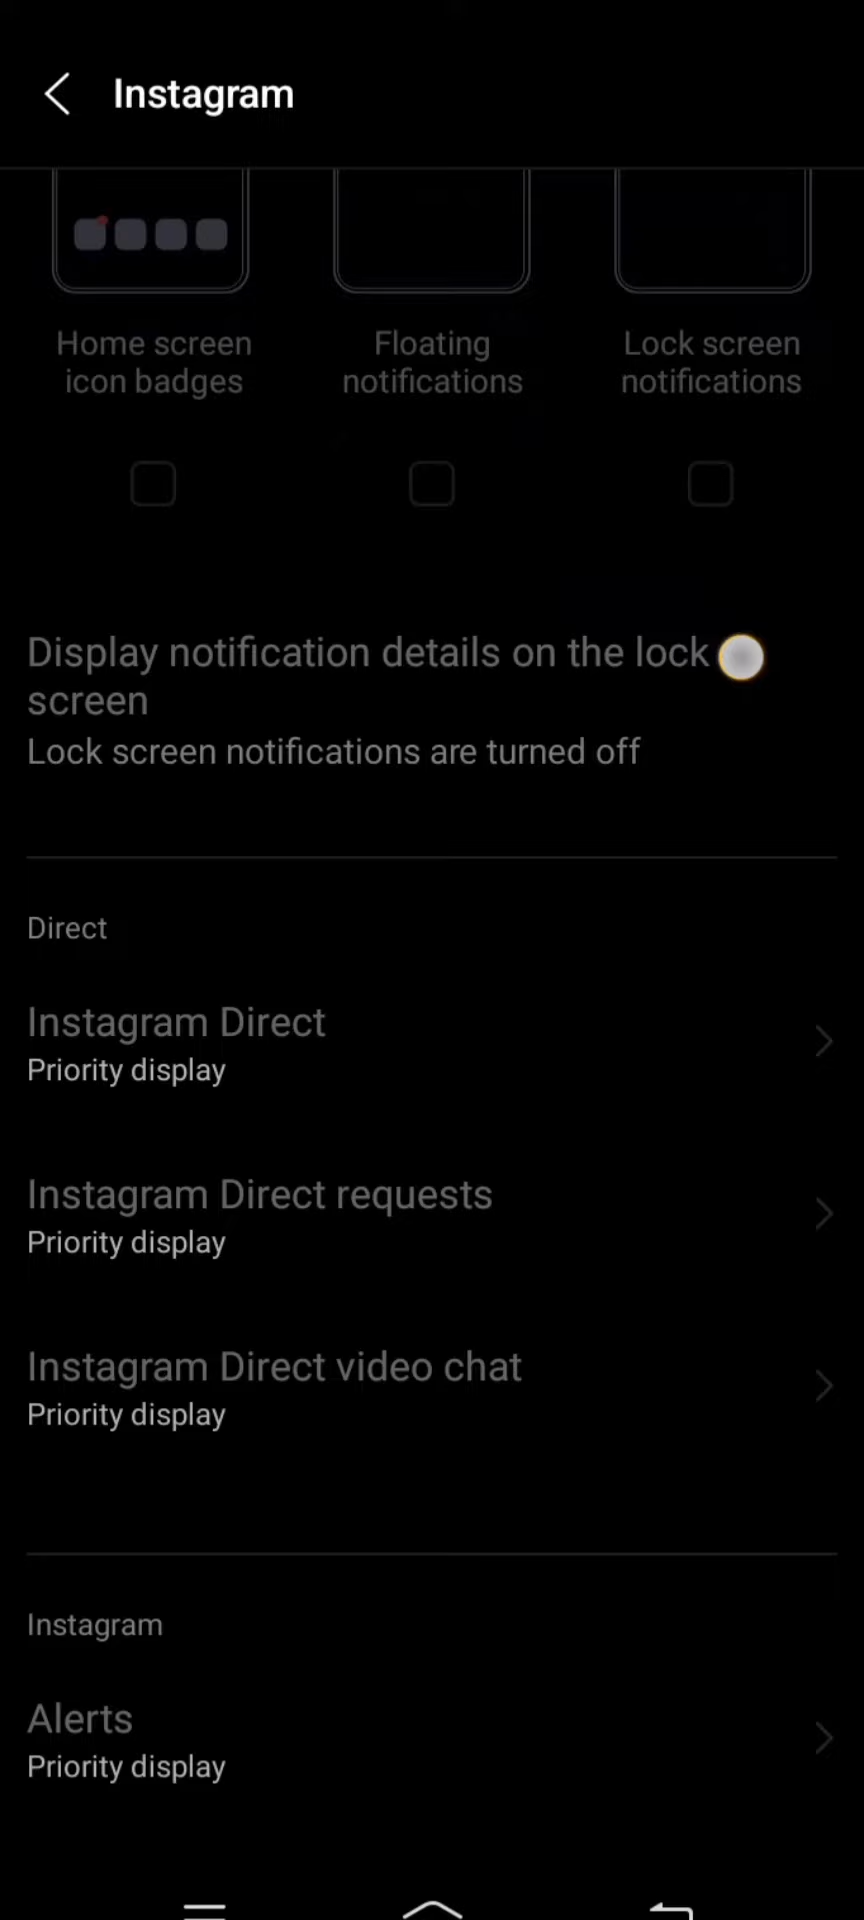 Instagram
Home screen
icon badges
Floating
notifications
Lock screen
notifications
Display notification details on the lock
screen
Lock screen notifications are turned off
Direct
Instagram Direct
Priority display
Instagram Direct requests
Priority display
Instagram Direct video chat
Priority display
Instagram
Alerts
Priority display